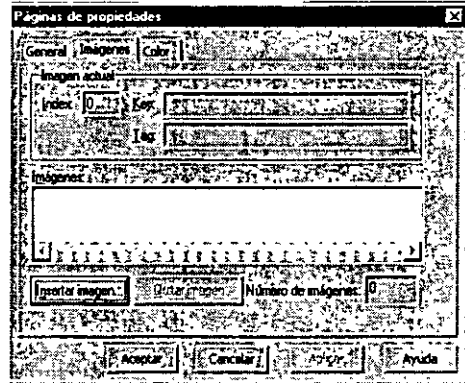 Páginas de propiedades
General Imágenes Color
Imagen actual
Index: 0 Key:
Tag:
Imágenes:
Insertar imagen... Quitar imagen Número de imágenes: 0
Aceptar Cancelar Aplicar Ayuda